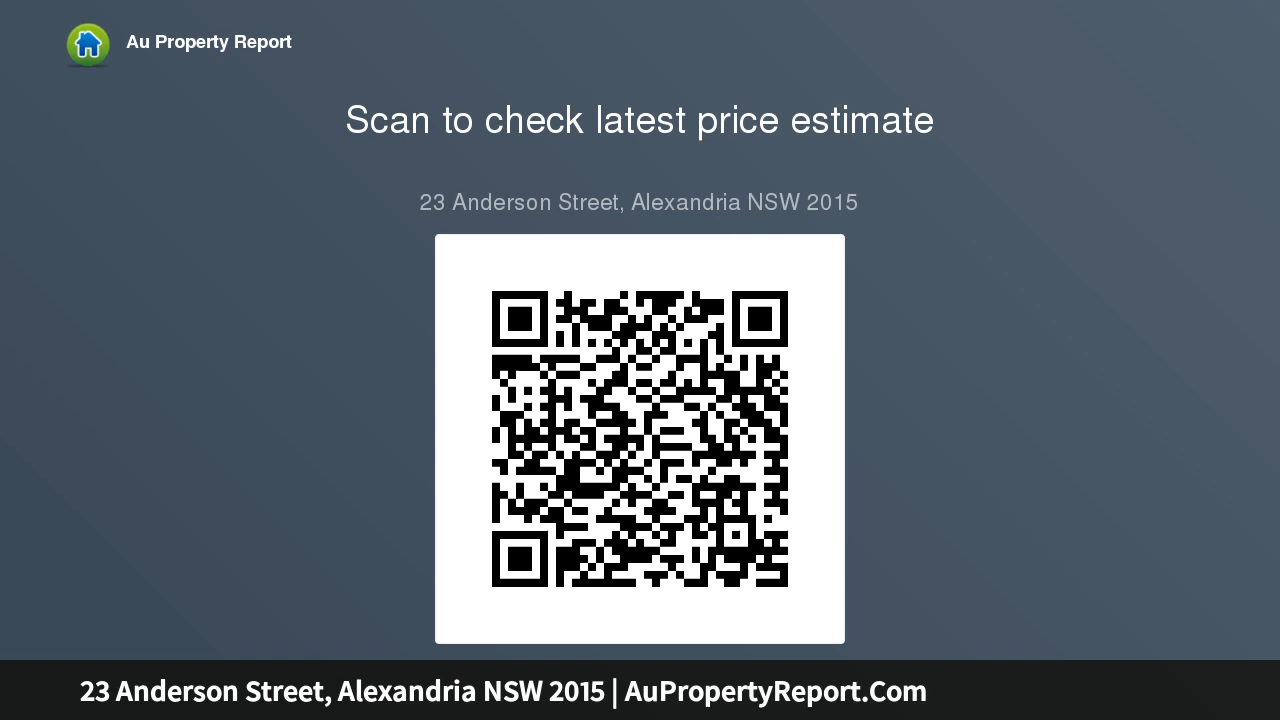 Au Property Report
Scan to check latest price estimate
23 Anderson Street, Alexandria NSW 2015
23 Anderson Street, Alexandria NSW 2015 | AuPropertyReport.Com